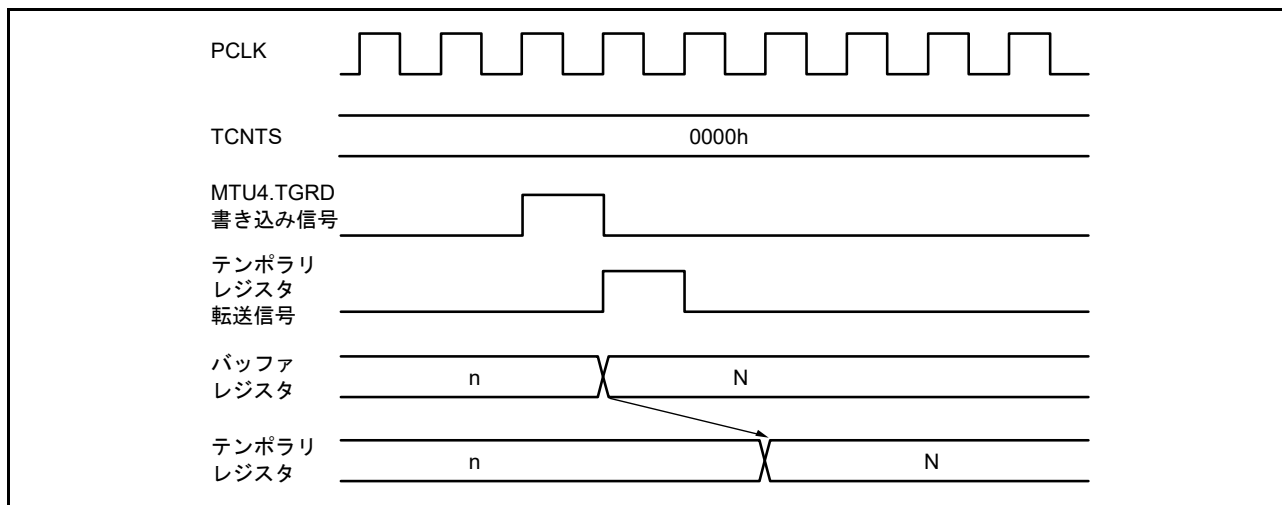 PCLK
TCNTS
0000h
MTU4.TGRD
書き込み信号
テンポラリ
レジスタ
転送信号
バッファ
レジスタ
n
N
テンポラリ
レジスタ
n
N